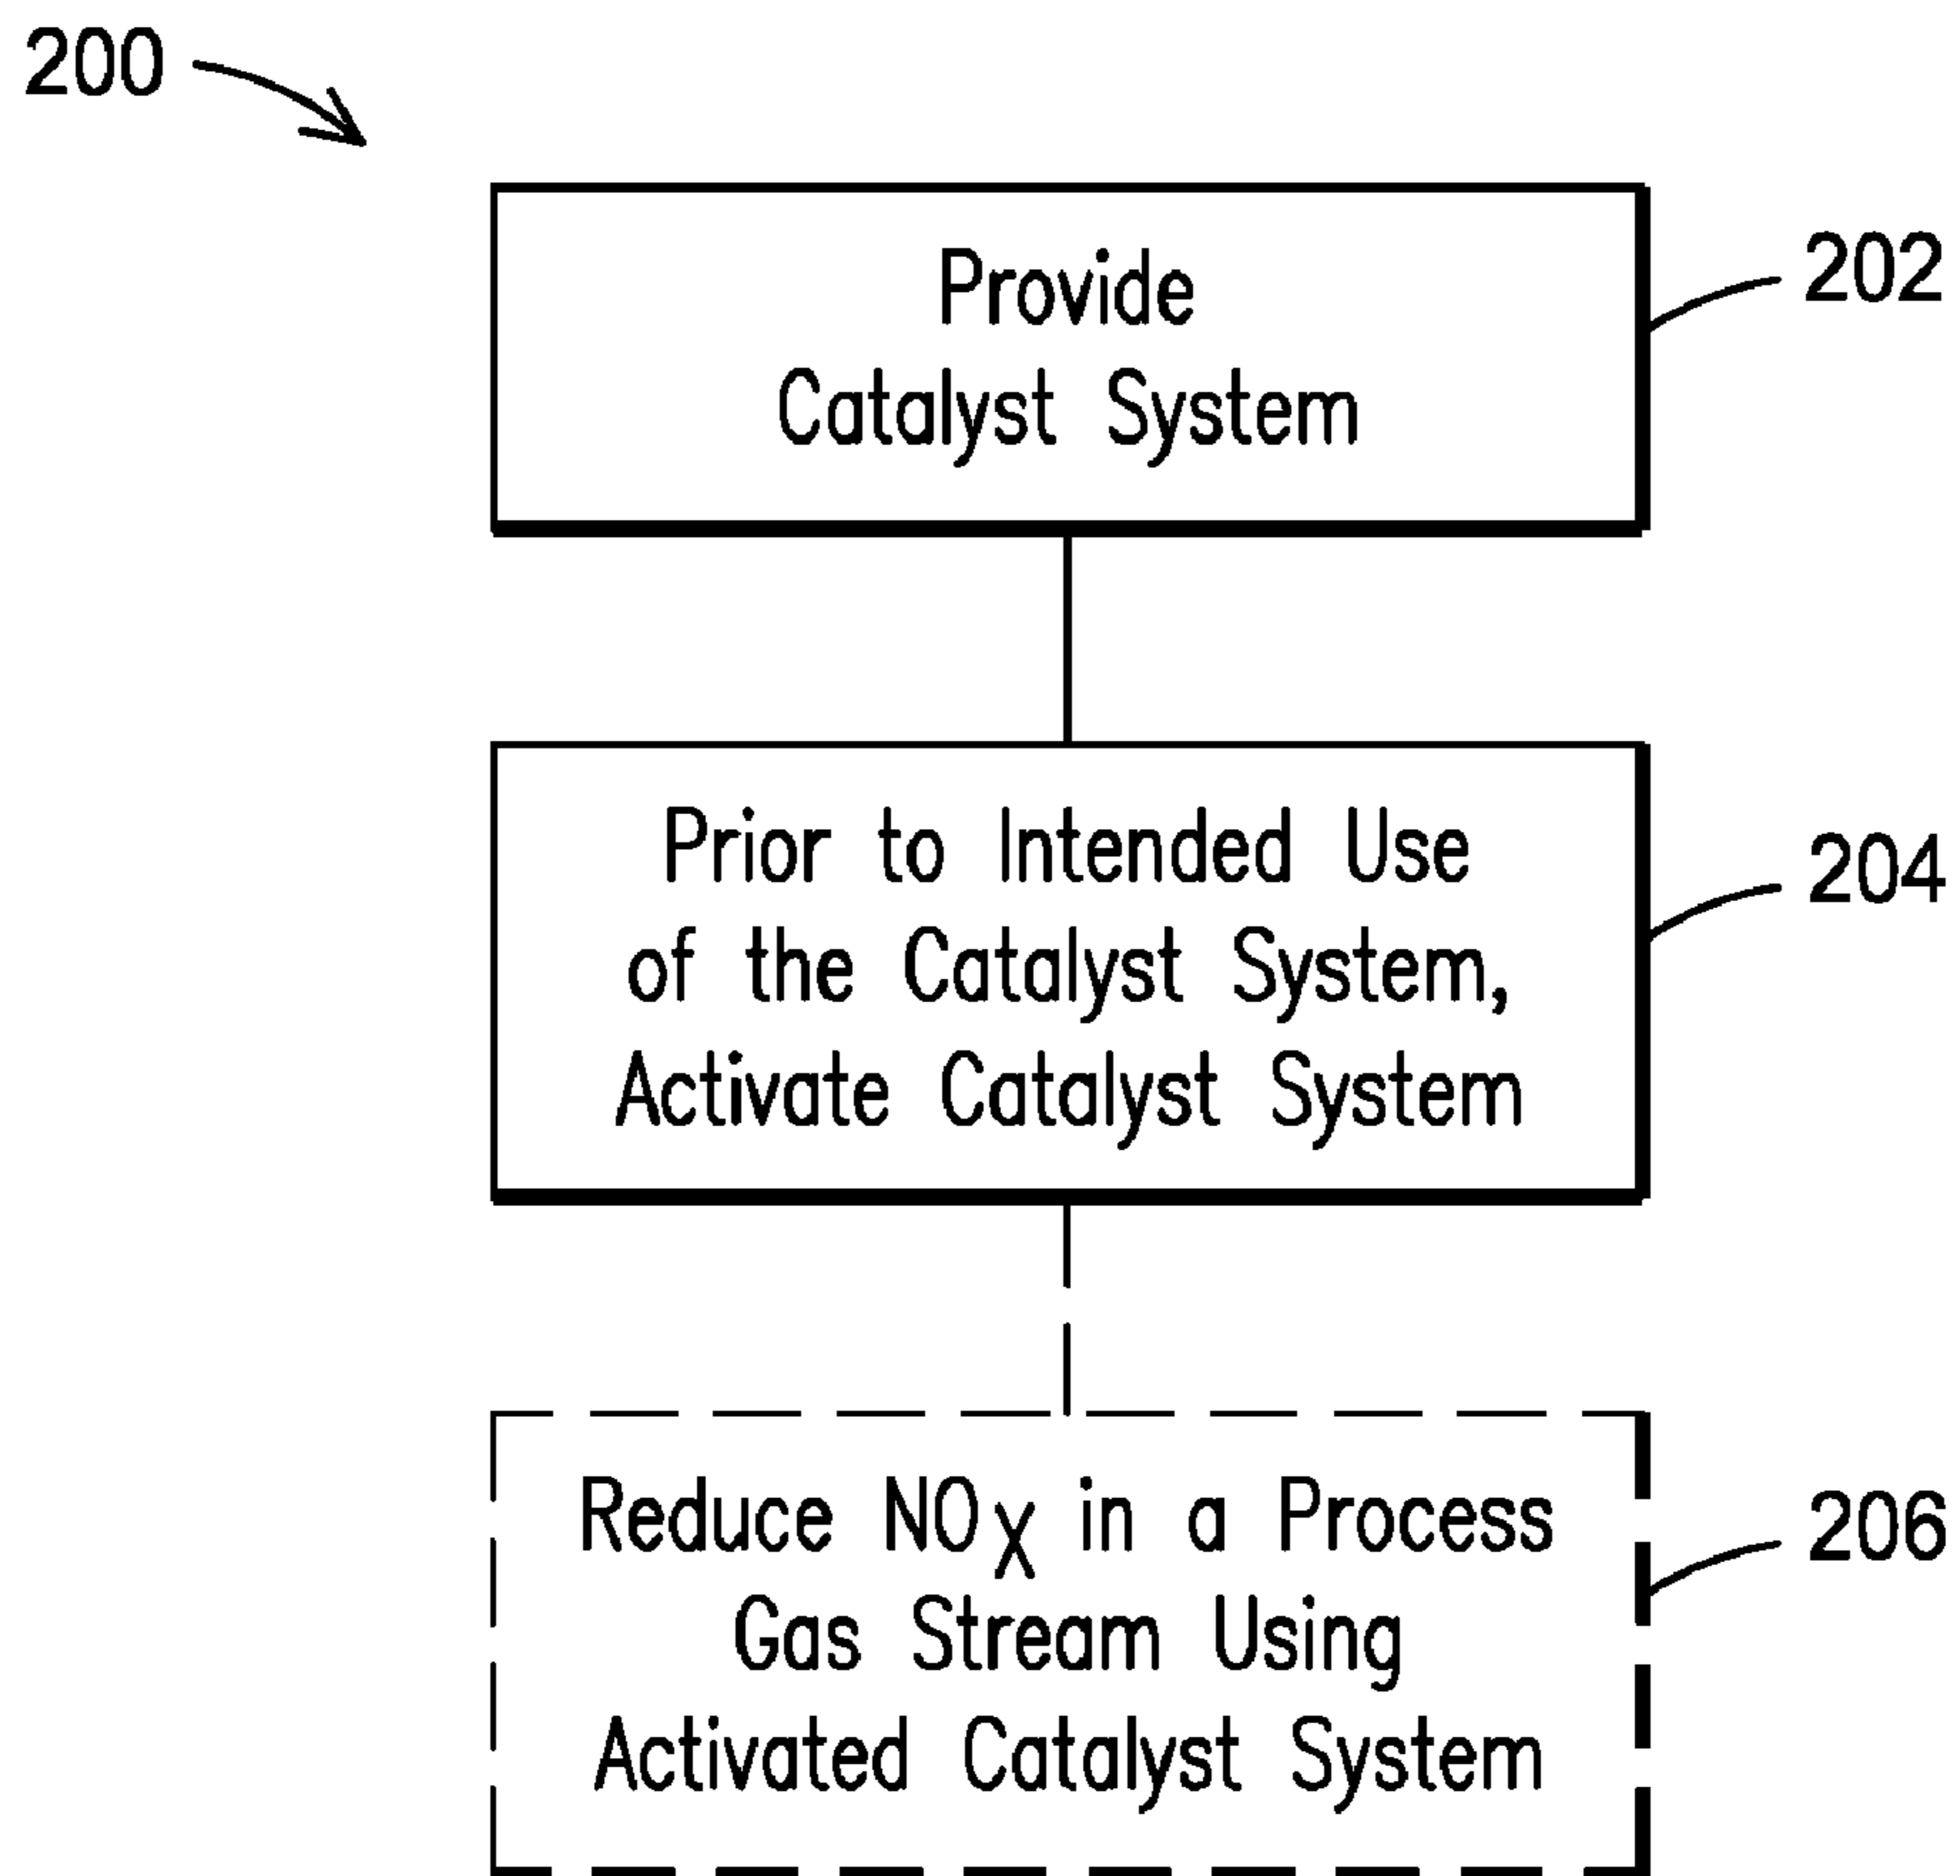 200
Provide
Catalyst System
202
Prior to Intended Use
of the Catalyst System,
Activate Catalyst System
204
Reduce NOX in a Process
Gas Stream Using
Activated Catalyst System
206